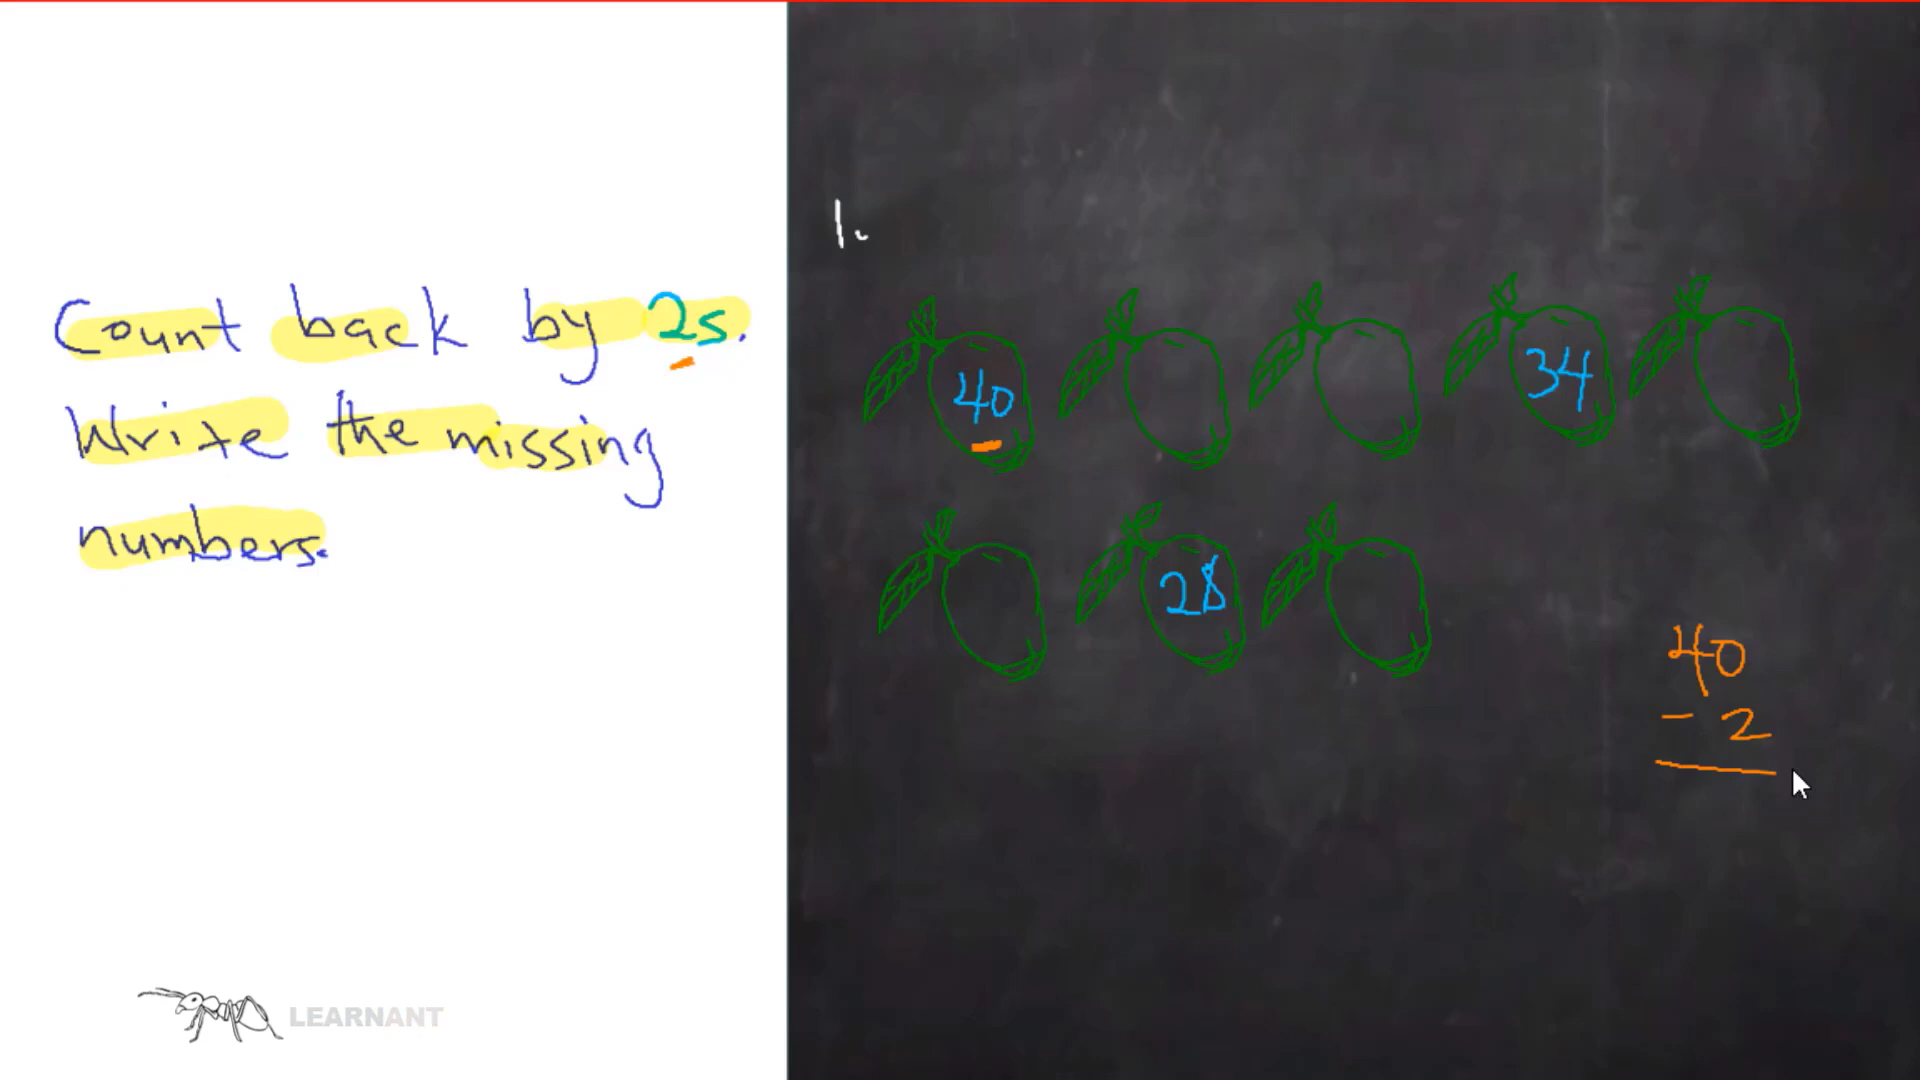 Count back by 2s.
Write the missing
numbers.
1.
40 34
28
40
- 2
LEARNANT